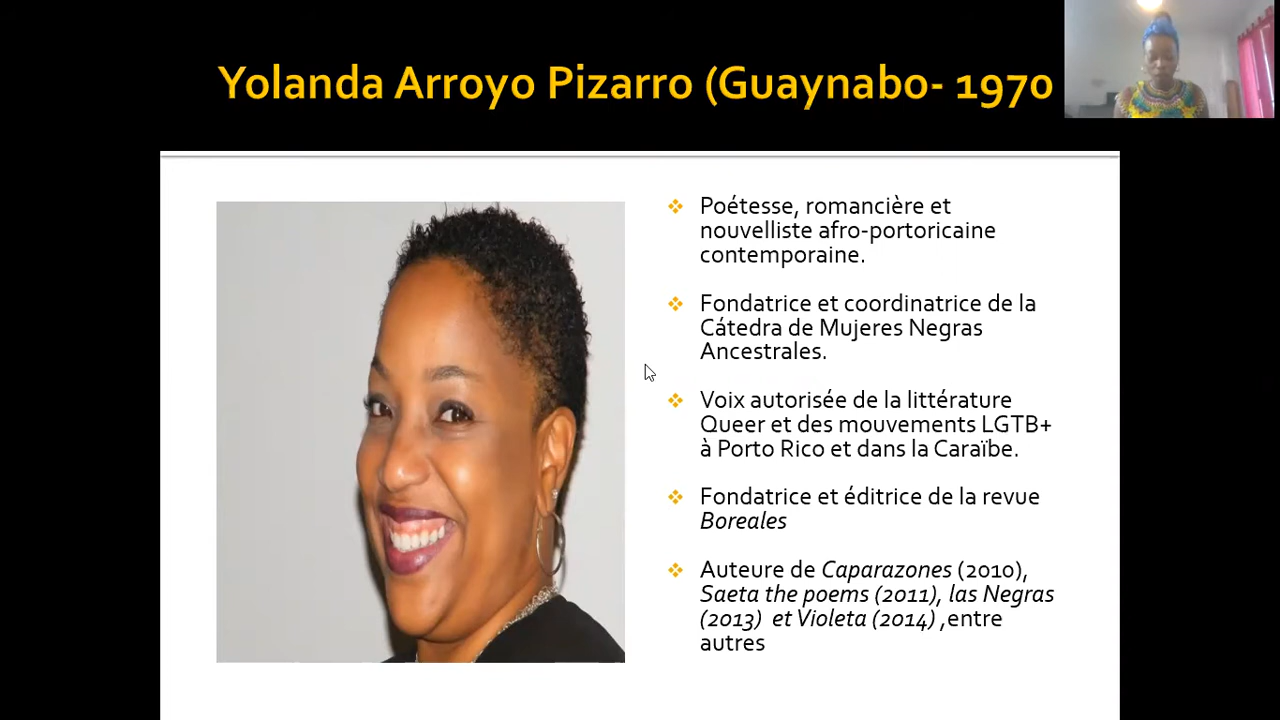 Yolanda Arroyo Pizarro (Guaynabo- 1970
Poétesse, romancière et
nouvelliste afro-portoricaine
contemporaine.
Fondatrice et coordinatrice de la
Cátedra de Mujeres Negras
Ancestrales.
Voix autorisée de la littérature
Queer et des mouvements LGTB+
à Porto Rico et dans la Caraïbe.
Fondatrice et éditrice de la revue
Boreales
Auteure de Caparazones (2010),
Saeta the poems (2011), las Negras
(2013) et Violeta (2014) ,entre
autres